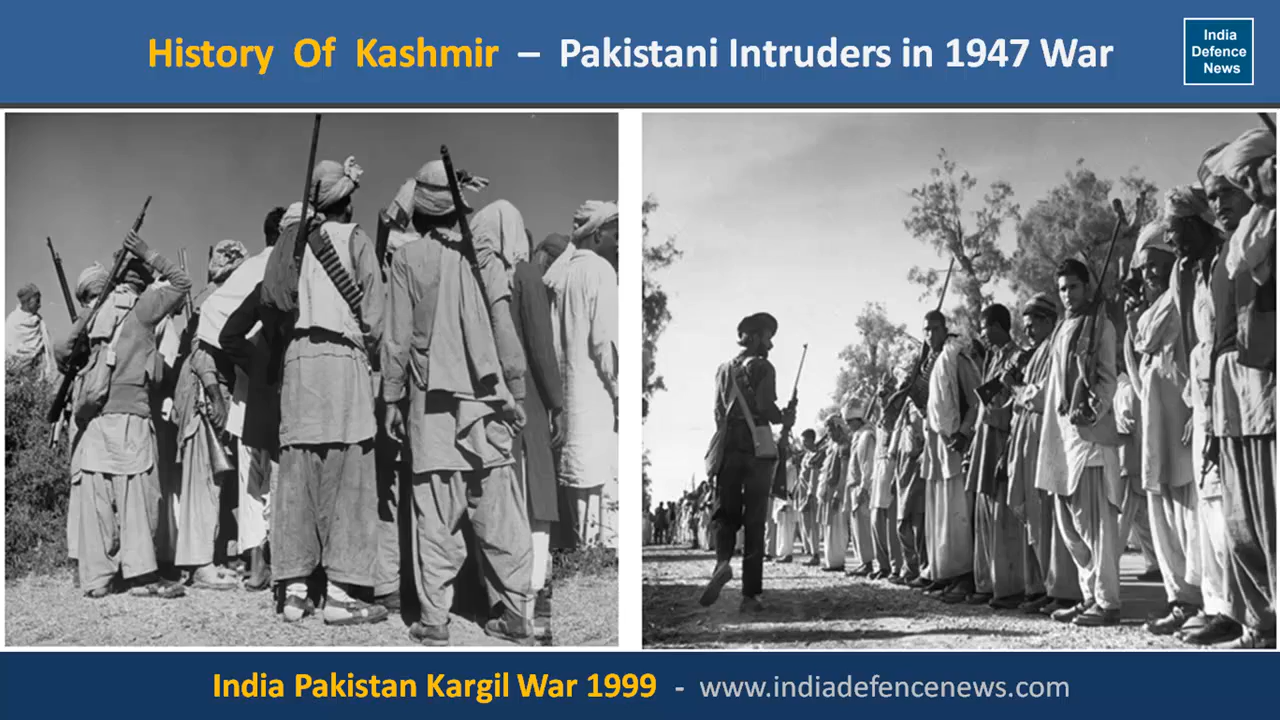 History Of Kashmir – Pakistani Intruders in 1947 War
India
Defence
News
India Pakistan Kargil War 1999 - www.indiadefencenews.com